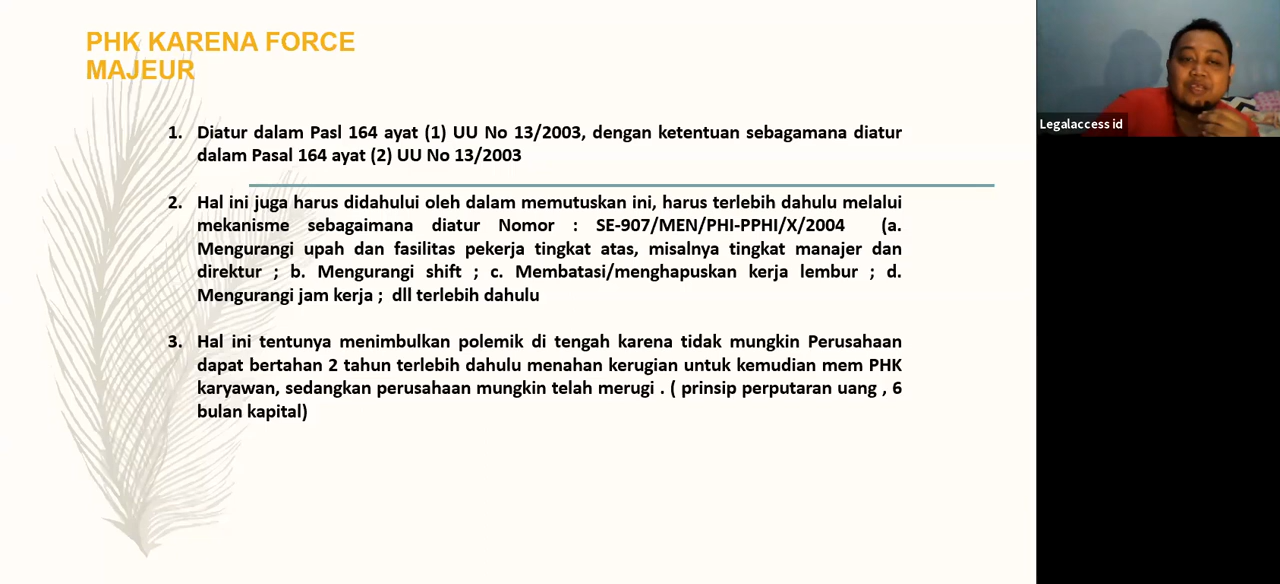 PHK KARENA FORCE
MAJEUR
1. Diatur dalam Pasl 164 ayat (1) UU No 13/2003, dengan ketentuan sebagamana diatur
dalam Pasal 164 ayat (2) UU No 13/2003
2. Hal ini juga harus didahului oleh dalam memutuskan ini, harus terlebih dahulu melalui
mekanisme sebagaimana diatur Nomor : SE-907/MEN/PHI-PPHI/X/2004 (a.
Mengurangi upah dan fasilitas pekerja tingkat atas, misalnya tingkat manajer dan
direktur ; b. Mengurangi shift ; c. Membatasi/menghapuskan kerja lembur ; d.
Mengurangi jam kerja ; dll terlebih dahulu
3. Hal ini tentunya menimbulkan polemik di tengah karena tidak mungkin Perusahaan
dapat bertahan 2 tahun terlebih dahulu menahan kerugian untuk kemudian mem PHK
karyawan, sedangkan perusahaan mungkin telah merugi . ( prinsip perputaran uang , 6
bulan kapital)
Legalaccess id